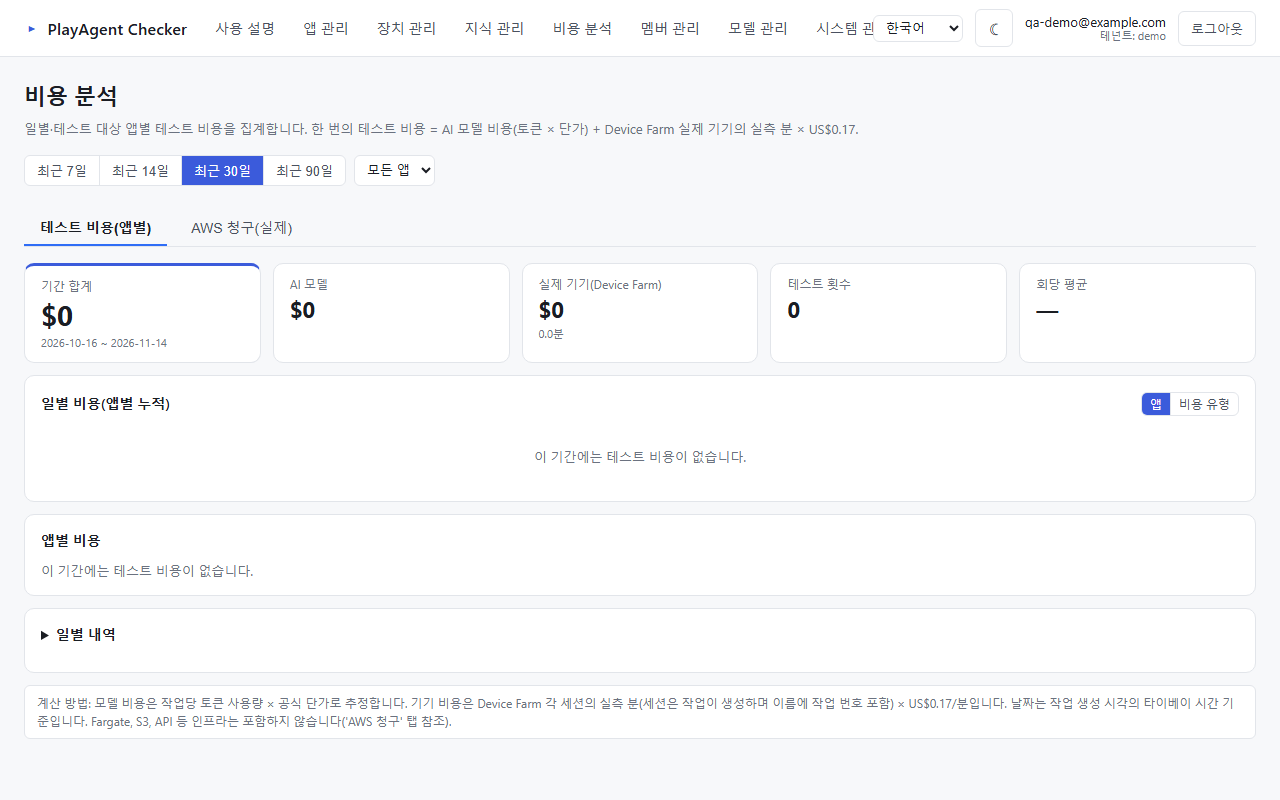 PlayAgent Checker
사용 설명
앱 관리
장치 관리
지식 관리
비용 분석
멤버 관리
모델 관리
시스템 관
한국어
qa-demo@example.com
테넌트: demo
로그아웃
비용 분석
일별·테스트 대상 앱별 테스트 비용을 집계합니다. 한 번의 테스트 비용 = AI 모델 비용(토큰 × 단가) + Device Farm 실제 기기의 실측 분 × US$0.17.
최근 7일
최근 14일
최근 30일
최근 90일
모든 앱
테스트 비용(앱별)
AWS 청구(실제)
기간 합계
$0
2026-10-16 ~ 2026-11-14
AI 모델
$0
실제 기기(Device Farm)
$0
0.0분
테스트 횟수
0
회당 평균
—
일별 비용(앱별 누적)
앱
비용 유형
이 기간에는 테스트 비용이 없습니다.
앱별 비용
이 기간에는 테스트 비용이 없습니다.
일별 내역
계산 방법: 모델 비용은 작업당 토큰 사용량 × 공식 단가로 추정합니다. 기기 비용은 Device Farm 각 세션의 실측 분(세션은 작업이 생성하며 이름에 작업 번호 포함) × US$0.17/분입니다. 날짜는 작업 생성 시각의 타이베이 시간 기
준입니다. Fargate, S3, API 등 인프라는 포함하지 않습니다('AWS 청구' 탭 참조).